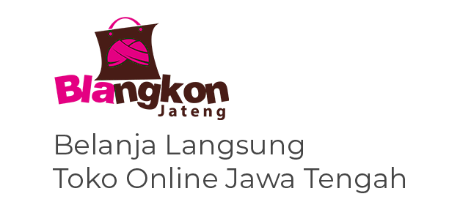 Blangkon
Jateng
Belanja Langsung
Toko Online Jawa Tengah